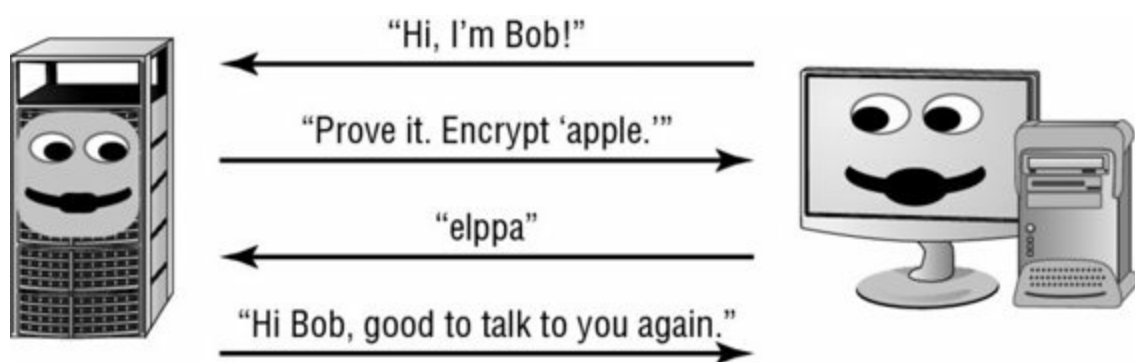 “Hi, I’m Bob!”
“Prove it. Encrypt ‘apple.’”
“elppa”
“Hi Bob, good to talk to you again.”